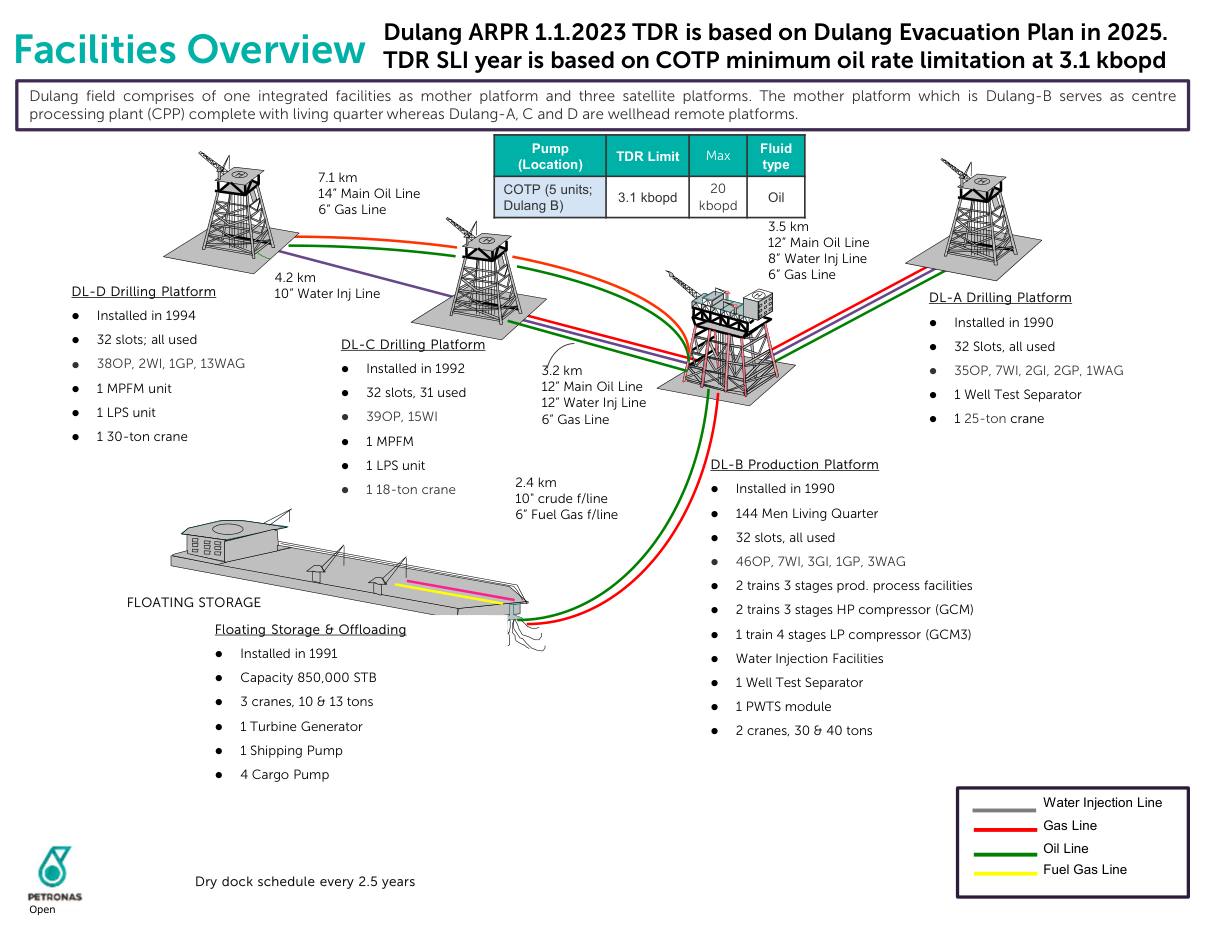 Facilities Overview
Dulang ARPR 1.1.2023 TDR is based on Dulang Evacuation Plan in 2025.
TDR SLI year is based on COTP minimum oil rate limitation at 3.1 kbopd
Dulang field comprises of one integrated facilities as mother platform and three satellite platforms. The mother platform which is Dulang-B serves as centre
processing plant (CPP) complete with living quarter whereas Dulang-A, C and D are wellhead remote platforms.
Pump (Location) TDR Limit Max Fluid type
COTP (5 units; Dulang B) 3.1 kbopd 20 kbopd Oil
7.1 km
14” Main Oil Line
6” Gas Line
4.2 km
10” Water Inj Line
3.5 km
12” Main Oil Line
8” Water Inj Line
6” Gas Line
DL-D Drilling Platform
● Installed in 1994
● 32 slots; all used
● 38OP, 2WI, 1GP, 13WAG
● 1 MPFM unit
● 1 LPS unit
● 1 30-ton crane
DL-C Drilling Platform
● Installed in 1992
● 32 slots, 31 used
● 39OP, 15WI
● 1 MPFM
● 1 LPS unit
● 1 18-ton crane
3.2 km
12” Main Oil Line
12” Water Inj Line
6” Gas Line
DL-A Drilling Platform
● Installed in 1990
● 32 Slots, all used
● 35OP, 7WI, 2GI, 2GP, 1WAG
● 1 Well Test Separator
● 1 25-ton crane
2.4 km
10” crude f/line
6” Fuel Gas f/line
DL-B Production Platform
● Installed in 1990
● 144 Men Living Quarter
● 32 slots, all used
● 46OP, 7WI, 3GI, 1GP, 3WAG
● 2 trains 3 stages prod. process facilities
● 2 trains 3 stages HP compressor (GCM)
● 1 train 4 stages LP compressor (GCM3)
● Water Injection Facilities
● 1 Well Test Separator
● 1 PWTS module
● 2 cranes, 30 & 40 tons
FLOATING STORAGE
Floating Storage & Offloading
● Installed in 1991
● Capacity 850,000 STB
● 3 cranes, 10 & 13 tons
● 1 Turbine Generator
● 1 Shipping Pump
● 4 Cargo Pump
Water Injection Line
Gas Line
Oil Line
Fuel Gas Line
Dry dock schedule every 2.5 years
PETRONAS
Open